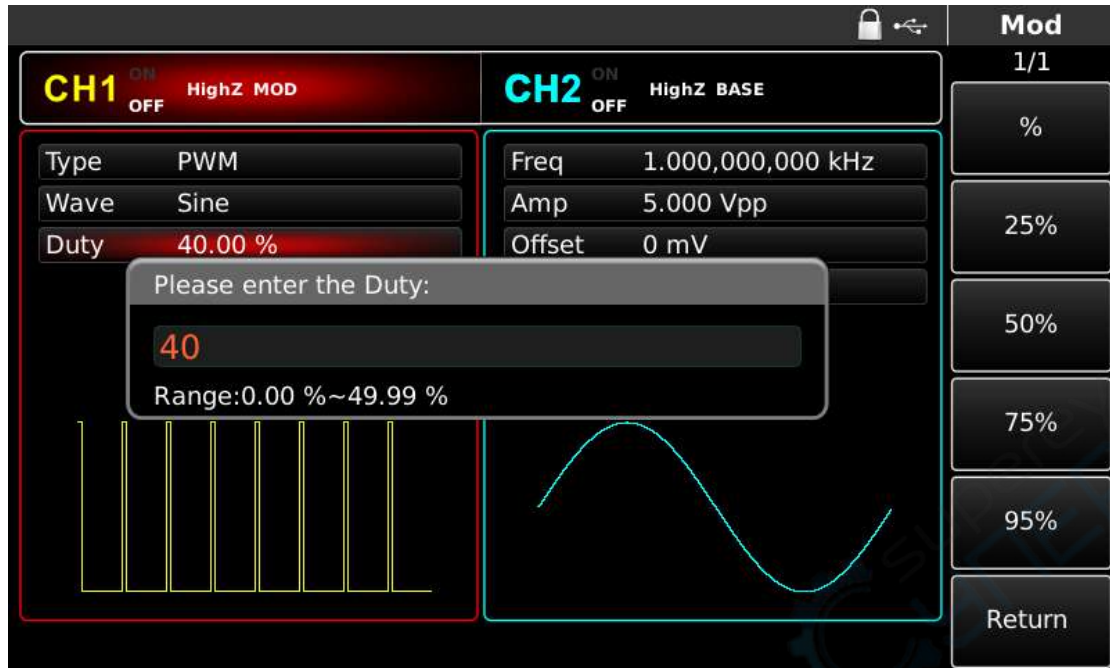 Mod
1/1
CH1 ON OFF HighZ MOD
CH2 ON OFF HighZ BASE
Type PWM
Wave Sine
Duty 40.00 %
Freq 1.000,000,000 kHz
Amp 5.000 Vpp
Offset 0 mV
Please enter the Duty:
40
Range:0.00 %~49.99 %
%
25%
50%
75%
95%
Return